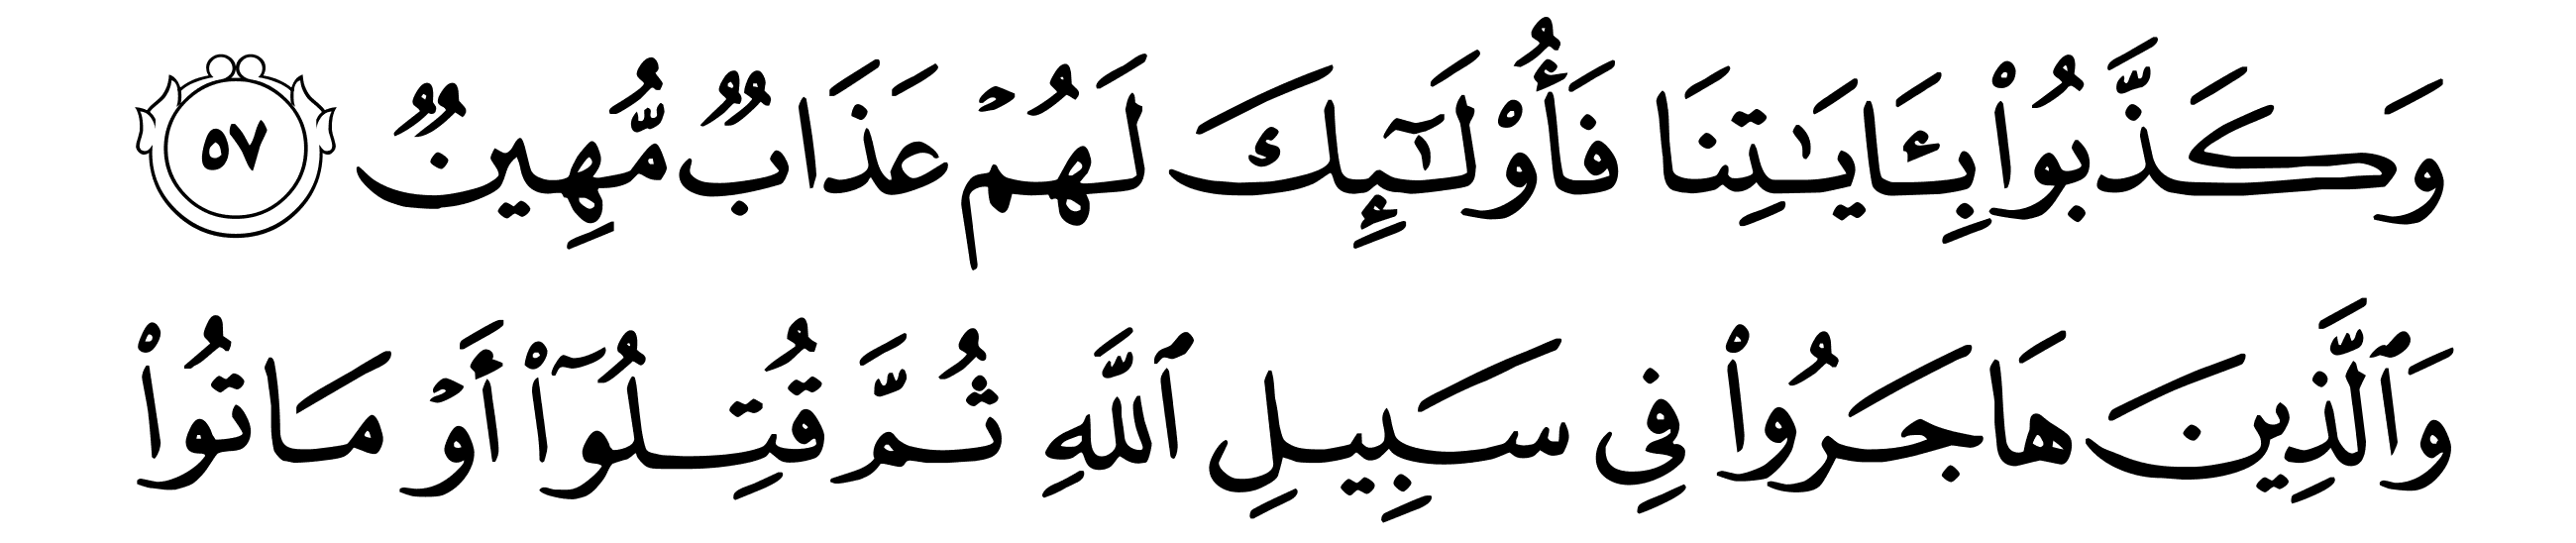 وَكَذَّبُواْ بِـَٔايَٰتِنَا فَأُوْلَٰٓئِكَ لَهُمۡ عَذَابٞ مُّهِينٞ ٥٧
وَٱلَّذِينَ هَاجَرُواْ فِي سَبِيلِ ٱللَّهِ ثُمَّ قُتِلُوٓاْ أَوۡ مَاتُواْ